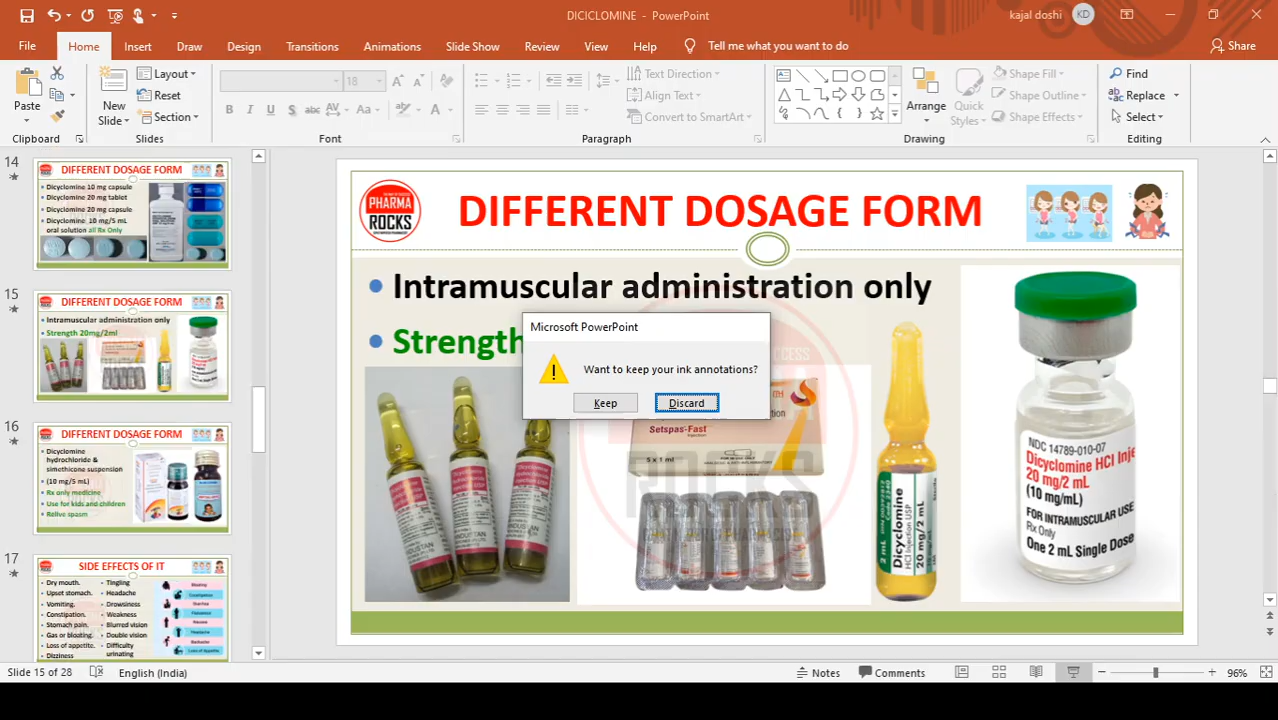 DICICLOMINE - PowerPoint
kajal doshi
KD
File
Home
Insert
Draw
Design
Transitions
Animations
Slide Show
Review
View
Help
Tell me what you want to do
Share
Paste
New
Slide
Layout
Reset
Section
18
Text Direction
Align Text
Convert to SmartArt
Arrange
Quick
Styles
Shape Fill
Shape Outline
Shape Effects
Find
Replace
Select
Clipboard
Slides
Font
Paragraph
Drawing
Editing
14
DIFFERENT DOSAGE FORM
Dicyclomine 10 mg capsule
Dicyclomine 20 mg tablet
Dicyclomine 20 mg capsule
Dicyclomine 10 mg/5 mL
oral solution all Rx Only
15
DIFFERENT DOSAGE FORM
Intramuscular administration only
Strength 20mg/2ml
16
DIFFERENT DOSAGE FORM
Dicyclomine
hydrochloride &
simethicone suspension
(10 mg/5 mL)
Rx only medicine
Use for kids and children
Relive spasm
17
SIDE EFFECTS OF IT
Dry mouth.
Upset stomach.
Vomiting.
Constipation.
Stomach pain.
Gas or bloating.
Loss of appetite.
Dizziness
Tingling
Headache
Drowsiness
Weakness
Blurred vision
Double vision
Difficulty
urinating
PHARMA
ROCKS
DIFFERENT DOSAGE FORM
Intramuscular administration only
Strength
Microsoft PowerPoint
Want to keep your ink annotations?
Keep
Discard
Setspas-Fast
Injection
5 x 1 ml
HINDUSTAN
ROCKS
Dicyclomine
HCl Injection USP
20 mg/2 mL
NDC 14789-010-07
Dicyclomine HCl Inje
20 mg/2 mL
(10 mg/mL)
FOR INTRAMUSCULAR USE
Rx Only
One 2 mL Single Dose
Slide 15 of 28
English (India)
Notes
Comments
96%